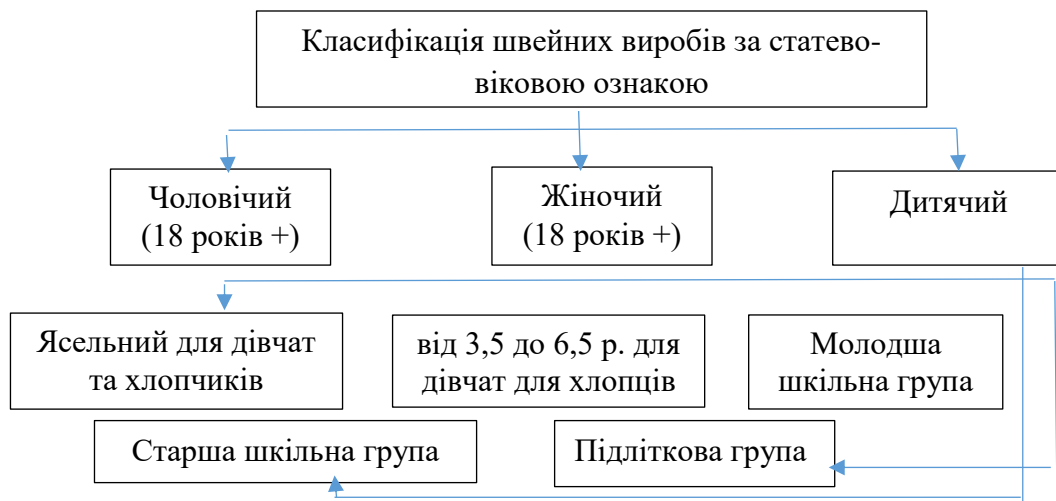 Класифікація швейних виробів за статево-
віковою ознакою
Чоловічий
(18 років +)
Жіночий
(18 років +)
Дитячий
Ясельний для дівчат
та хлопчиків
від 3,5 до 6,5 р. для
дівчат для хлопців
Молодша
шкільна група
Старша шкільна група
Підліткова група